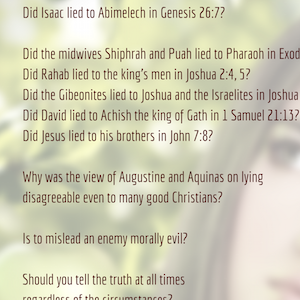 Did Isaac lied to Abimelech in Genesis 26:7?
Did the midwives Shiphrah and Puah lied to Pharaoh in Exod
Did Rahab lied to the king's men in Joshua 2:4, 5?
Did the Gibeonites lied to Joshua and the Israelites in Joshua
Did David lied to Achish the king of Gath in 1 Samuel 21:13?
Did Jesus lied to his brothers in John 7:8?
Why was the view of Augustine and Aquinas on lying
disagreeable even to many good Christians?
Is to mislead an enemy morally evil?
Should you tell the truth at all times
regardless of the circumstances?